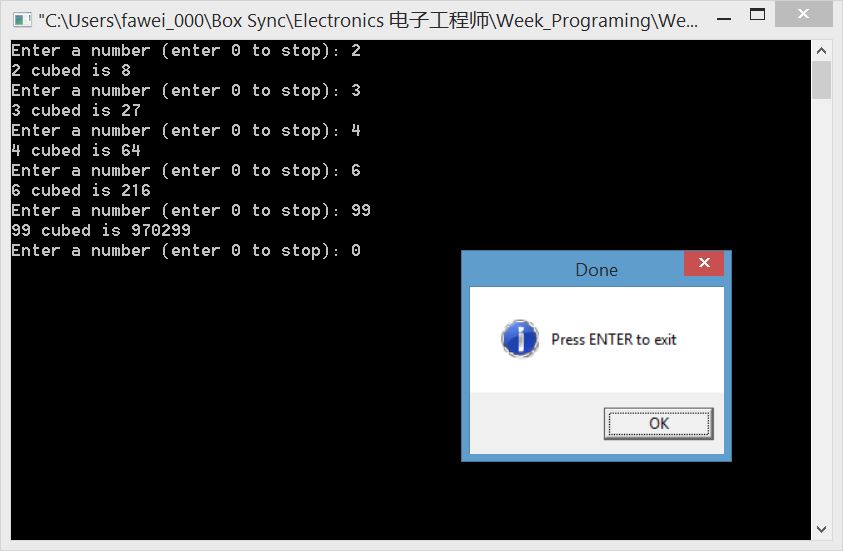 "C:\Users\fawei_000\Box Sync\Electronics 电子工程师\Week_Programing\We...
Enter a number (enter 0 to stop): 2
2 cubed is 8
Enter a number (enter 0 to stop): 3
3 cubed is 27
Enter a number (enter 0 to stop): 4
4 cubed is 64
Enter a number (enter 0 to stop): 6
6 cubed is 216
Enter a number (enter 0 to stop): 99
99 cubed is 970299
Enter a number (enter 0 to stop): 0
Done
Press ENTER to exit
OK